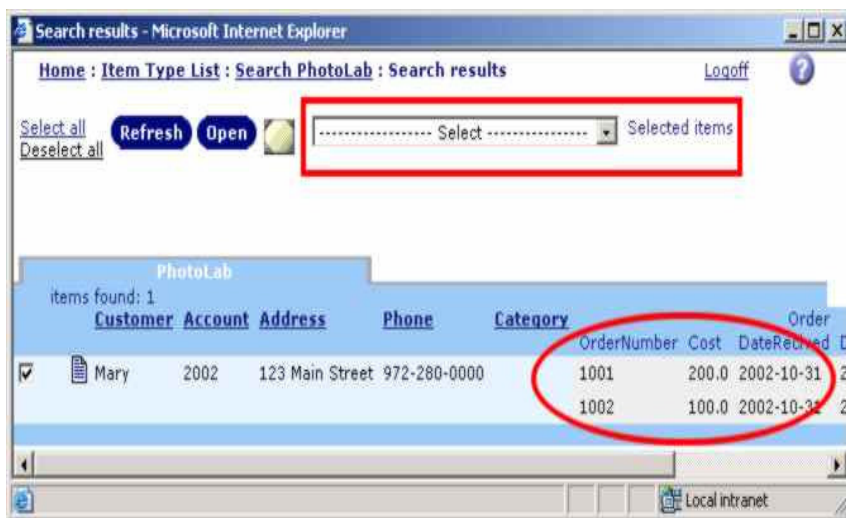 Search results - Microsoft Internet Explorer
Home : Item Type List : Search PhotoLab : Search results Logoff ?
Select all
Deselect all
Refresh Open ------------------ Select ---------------- Selected items
PhotoLab
items found: 1
Customer Account Address Phone Category Order
OrderNumber Cost DateRecived D
Mary 2002 123 Main Street 972-280-0000 1001 200.0 2002-10-31 2
1002 100.0 2002-10-31 2
Local intranet